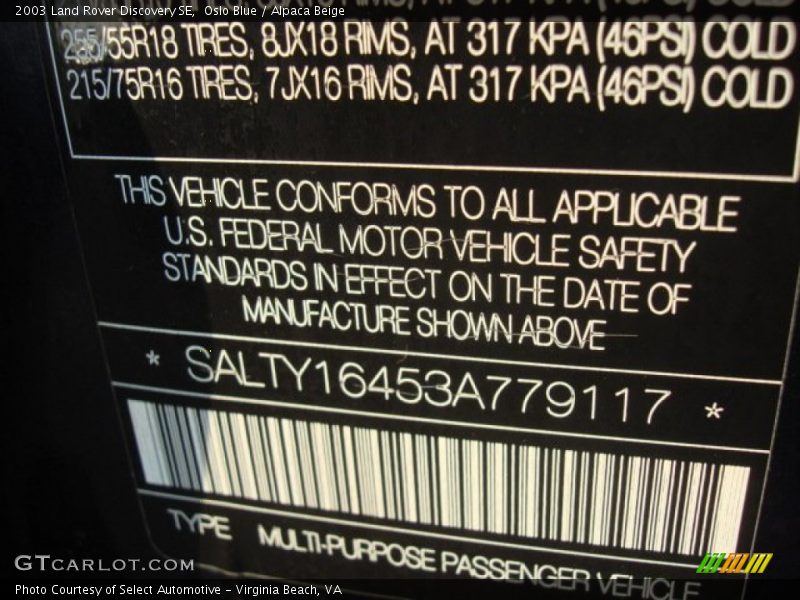 2003 Land Rover Discovery SE, Oslo Blue / Alpaca Beige
RIMS,
255/55R18 TIRES, 8JX18 RIMS, AT 317 KPA (46PSI) COLD
215/75R16 TIRES, 7JX16 RIMS, AT 317 KPA (46PSI) COLD
THIS VEHICLE CONFORMS TO ALL APPLICABLE
U.S. FEDERAL MOTOR VEHICLE SAFETY
STANDARDS IN EFFECT ON THE DATE OF
MANUFACTURE SHOWN ABOVE
* SALTY16453A779117 *
TYPE MULTI-PURPOSE PASSENGER VEHICLE
GTCARLOT.COM
Photo Courtesy of Select Automotive - Virginia Beach, VA